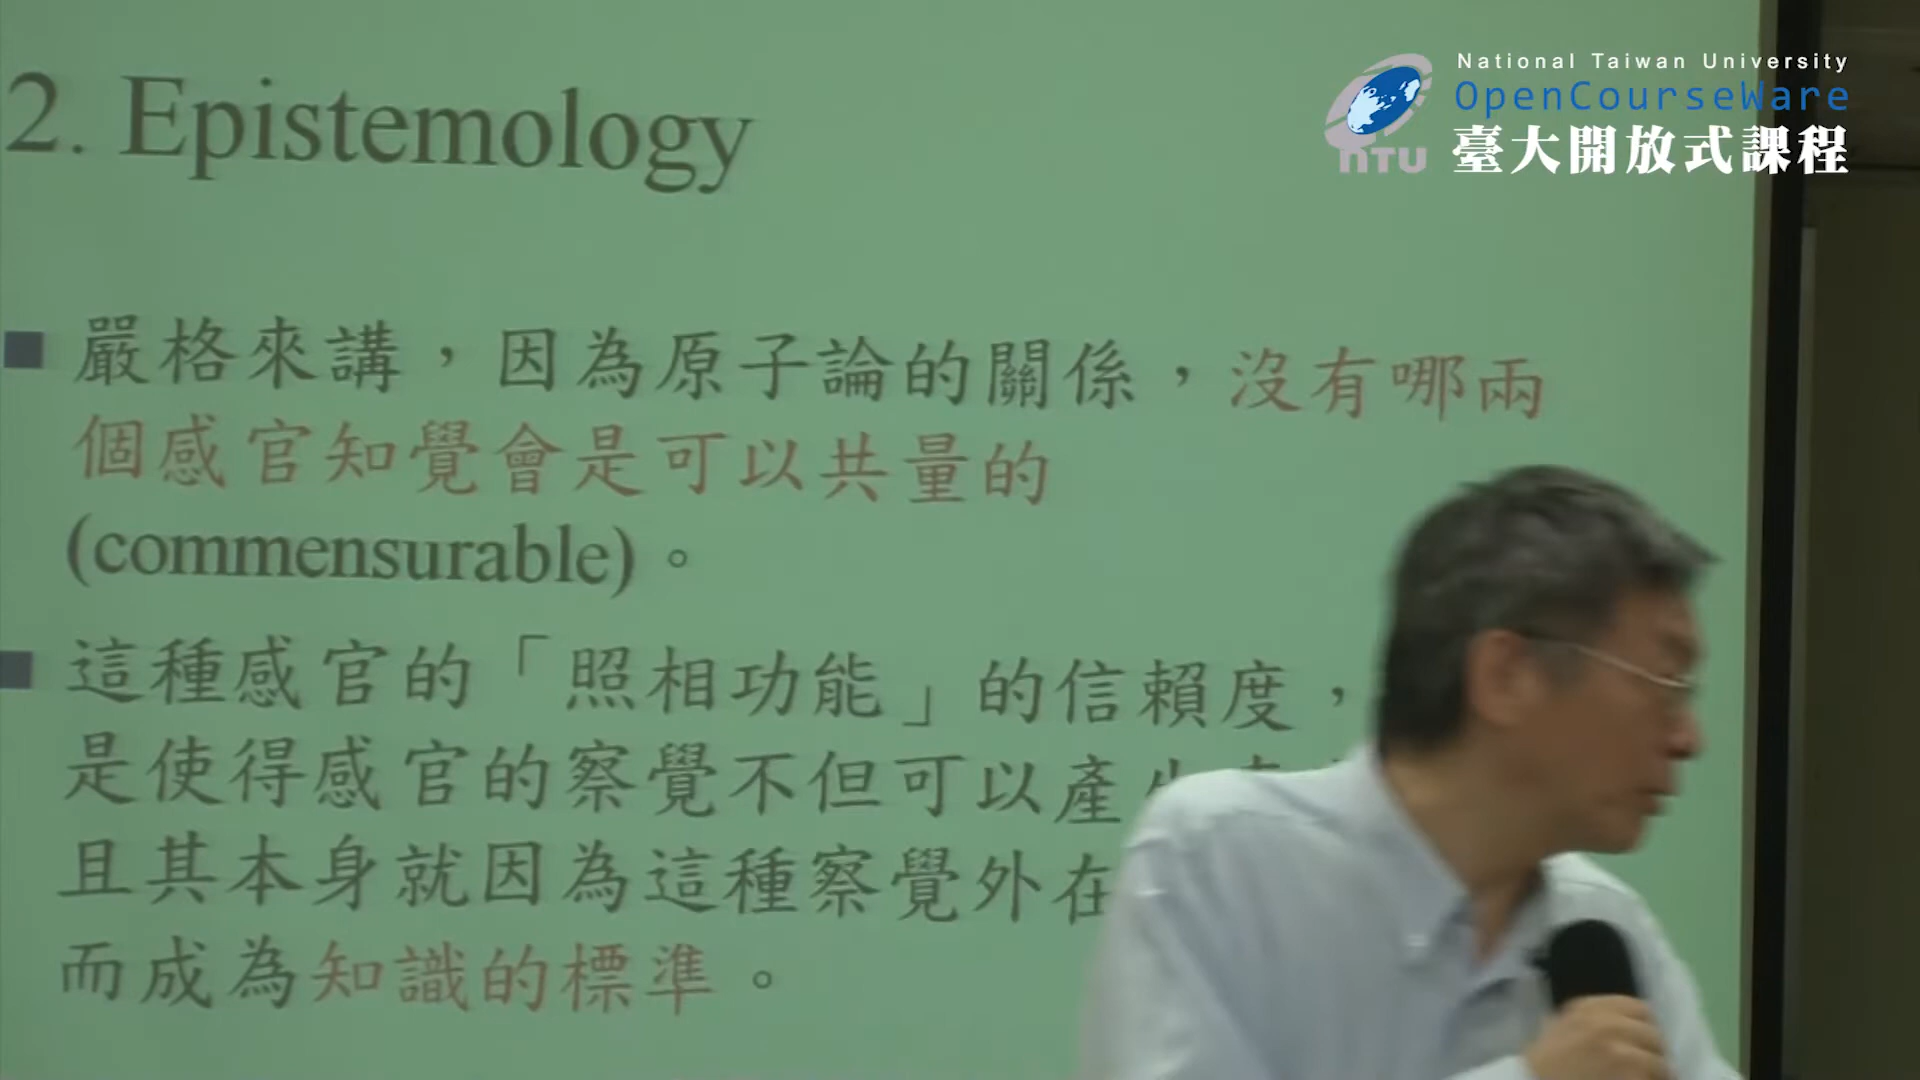 National Taiwan University
OpenCourseWare
臺大開放式課程
nTU
2. Epistemology
嚴格來講，因為原子論的關係，沒有哪兩
個感官知覺會是可以共量的
(commensurable)。
這種感官的「照相功能」的信賴度，
是使得感官的察覺不但可以產
且其本身就因為這種察覺外在
而成為知識的標準。